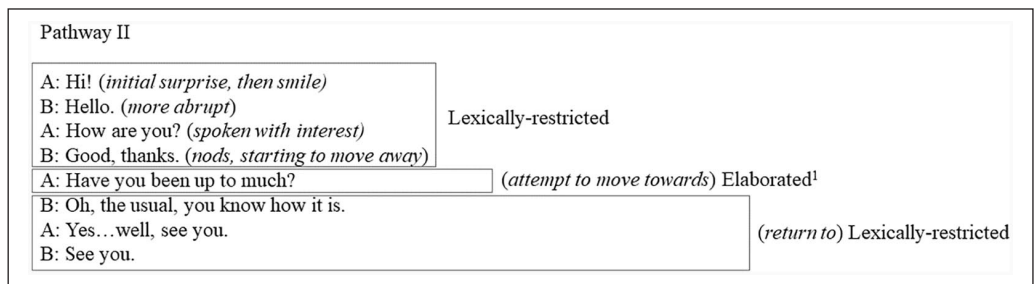 Pathway II
A: Hi! (initial surprise, then smile)
B: Hello. (more abrupt)
Lexically-restricted
A: How are you? (spoken with interest)
B: Good, thanks. (nods, starting to move away)
A: Have you been up to much? (attempt to move towards) Elaborated¹
B: Oh, the usual, you know how it is.
A: Yes…well, see you.
(return to) Lexically-restricted
B: See you.